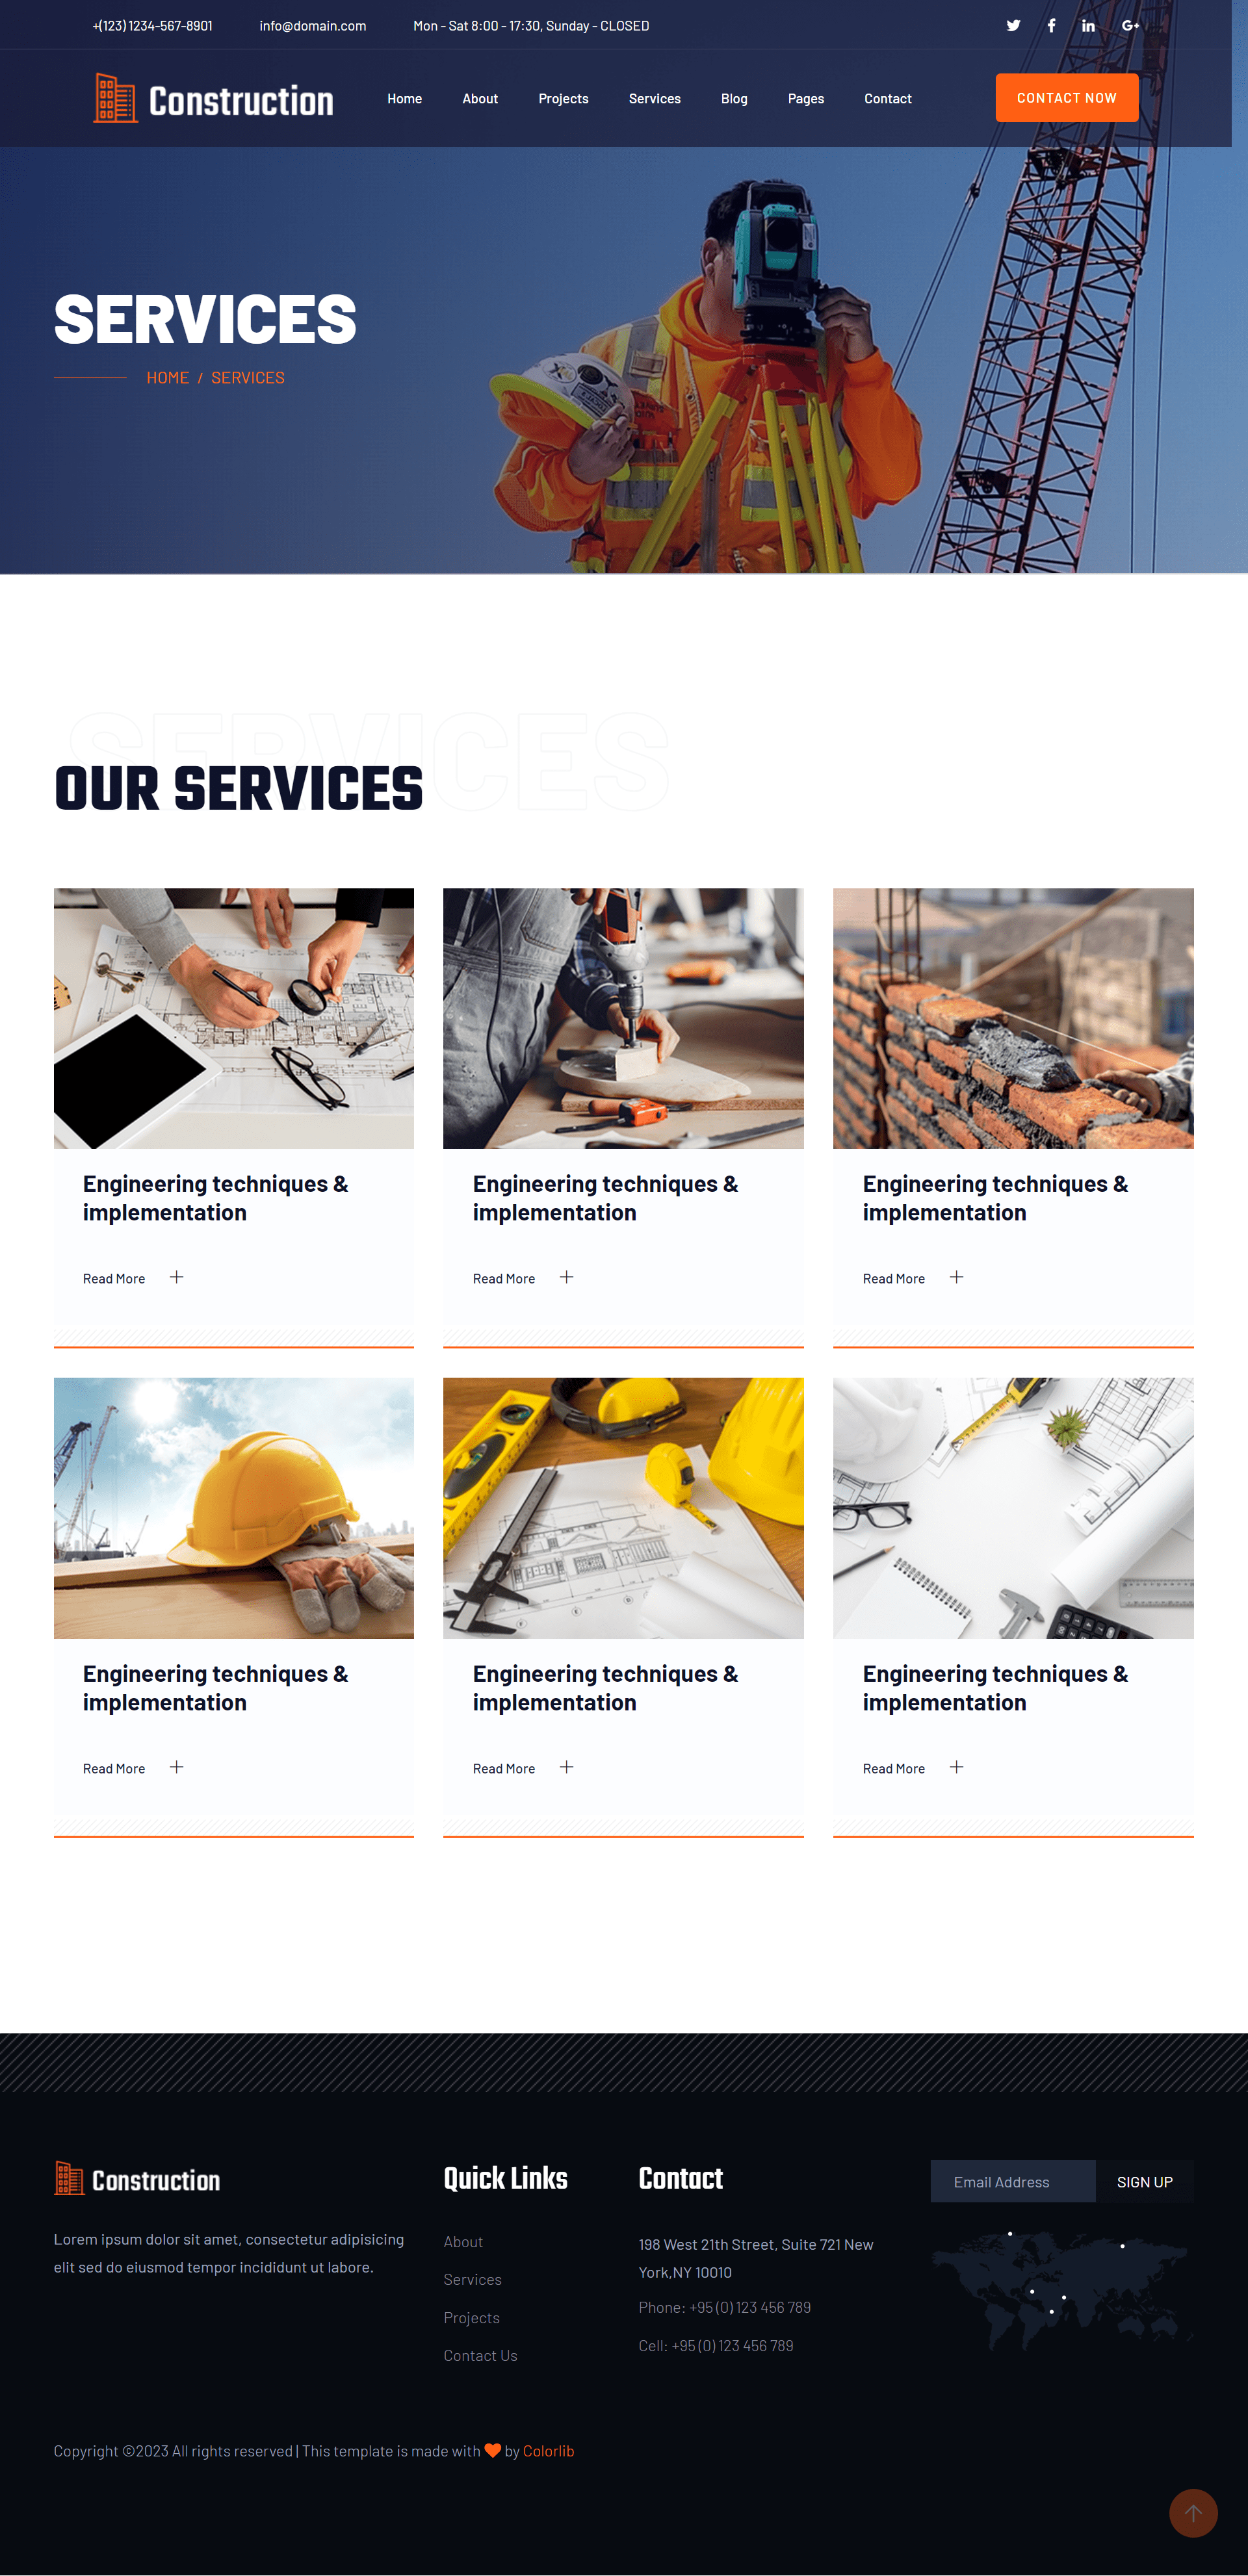 +(123) 1234-567-8901
info@domain.com
Mon - Sat 8:00 - 17:30, Sunday - CLOSED
G+
Construction
Home
About
Projects
Services
Blog
Pages
Contact
CONTACT NOW
SERVICES
HOME / SERVICES
SERVICES
OUR SERVICES
Engineering techniques &
implementation
Read More
Engineering techniques &
implementation
Read More
Engineering techniques &
implementation
Read More
Engineering techniques &
implementation
Read More
Engineering techniques &
implementation
Read More
Engineering techniques &
implementation
Read More
Construction
Lorem ipsum dolor sit amet, consectetur adipisicing
elit sed do eiusmod tempor incididunt ut labore.
Quick Links
About
Services
Projects
Contact Us
Contact
198 West 21th Street, Suite 721 New
York,NY 10010
Phone: +95 (0) 123 456 789
Cell: +95 (0) 123 456 789
Email Address
SIGN UP
Copyright ©2023 All rights reserved | This template is made with ♥ by Colorlib